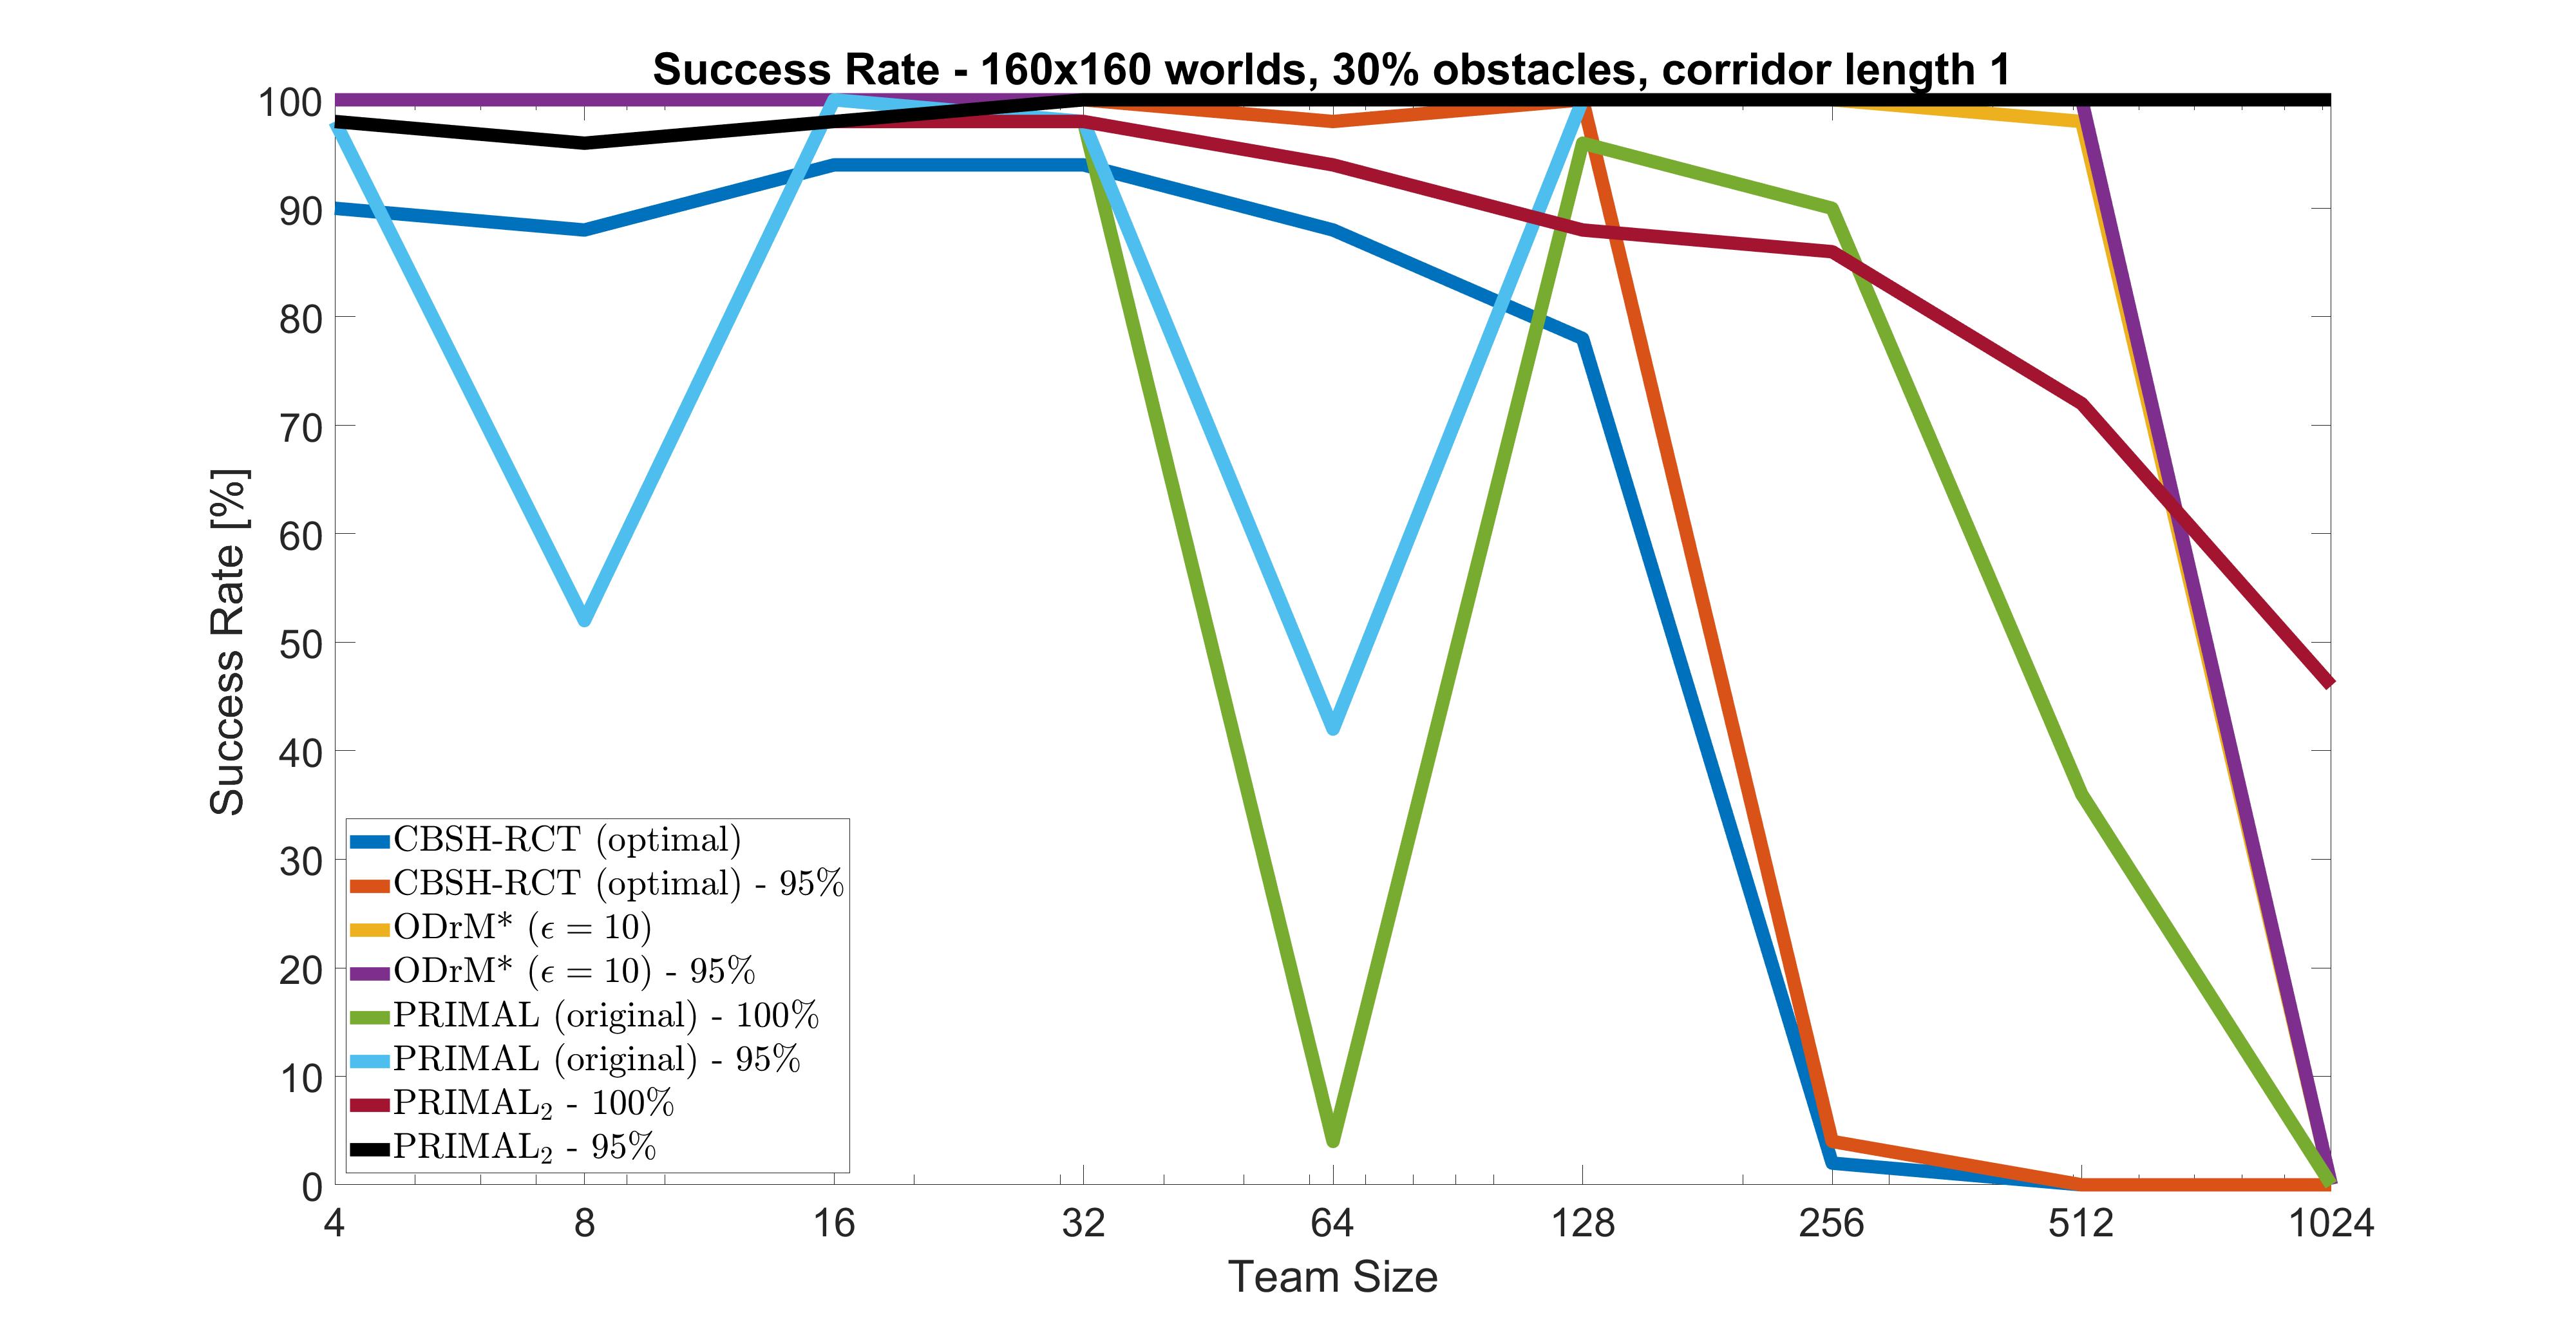 Success Rate - 160x160 worlds, 30% obstacles, corridor length 1
100
90
80
70
60
50
40
30
20
10
0
Success Rate [%]
CBSH-RCT (optimal)
CBSH-RCT (optimal) - 95%
ODrM* (ϵ = 10)
ODrM* (ϵ = 10) - 95%
PRIMAL (original) - 100%
PRIMAL (original) - 95%
PRIMAL₂ - 100%
PRIMAL₂ - 95%
4 8 16 32 64 128 256 512 1024
Team Size